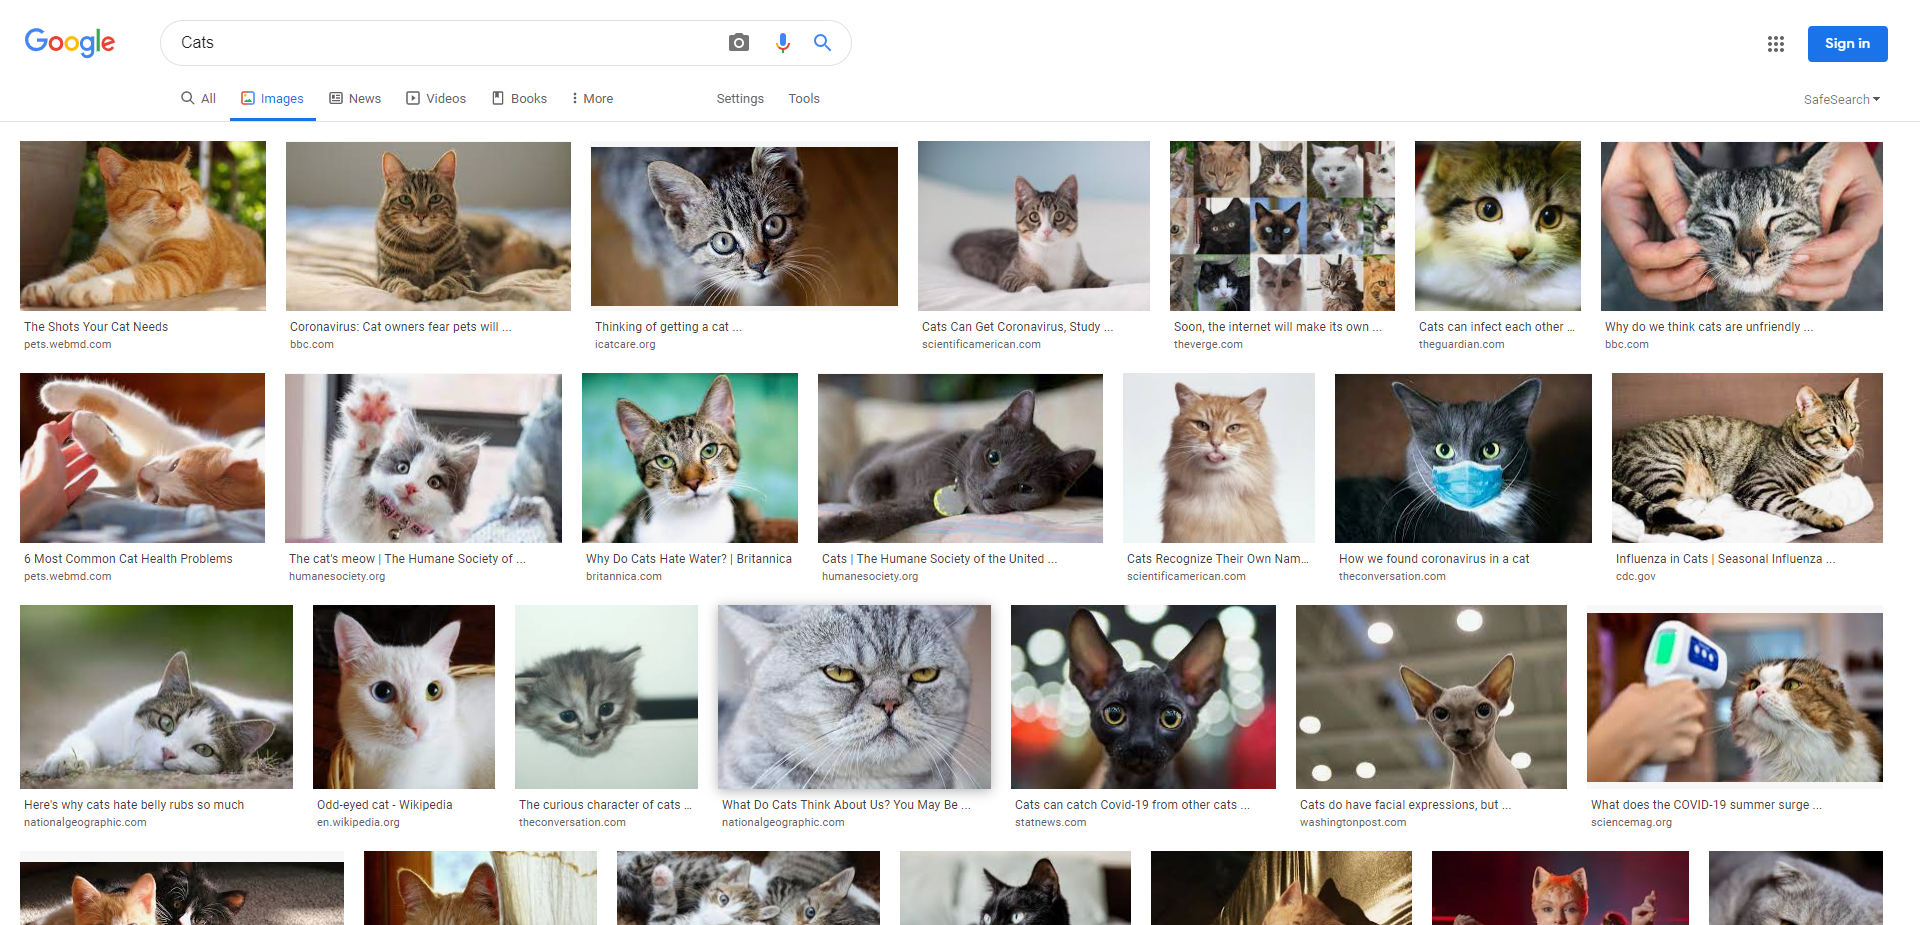 Google
Cats
Sign in
All
Images
News
Videos
Books
More
Settings
Tools
SafeSearch
The Shots Your Cat Needs
pets.webmd.com
Coronavirus: Cat owners fear pets will ...
bbc.com
Thinking of getting a cat ...
icatcare.org
Cats Can Get Coronavirus, Study ...
scientificamerican.com
Soon, the internet will make its own ...
theverge.com
Cats can infect each other ...
theguardian.com
Why do we think cats are unfriendly ...
bbc.com
6 Most Common Cat Health Problems
pets.webmd.com
The cat's meow | The Humane Society of ...
humanesociety.org
Why Do Cats Hate Water? | Britannica
britannica.com
Cats | The Humane Society of the United ...
humanesociety.org
Cats Recognize Their Own Nam...
scientificamerican.com
How we found coronavirus in a cat
theconversation.com
Influenza in Cats | Seasonal Influenza ...
cdc.gov
Here's why cats hate belly rubs so much
nationalgeographic.com
Odd-eyed cat - Wikipedia
en.wikipedia.org
The curious character of cats ...
theconversation.com
What Do Cats Think About Us? You May Be ...
nationalgeographic.com
Cats can catch Covid-19 from other cats ...
statnews.com
Cats do have facial expressions, but ...
washingtonpost.com
What does the COVID-19 summer surge ...
sciencemag.org